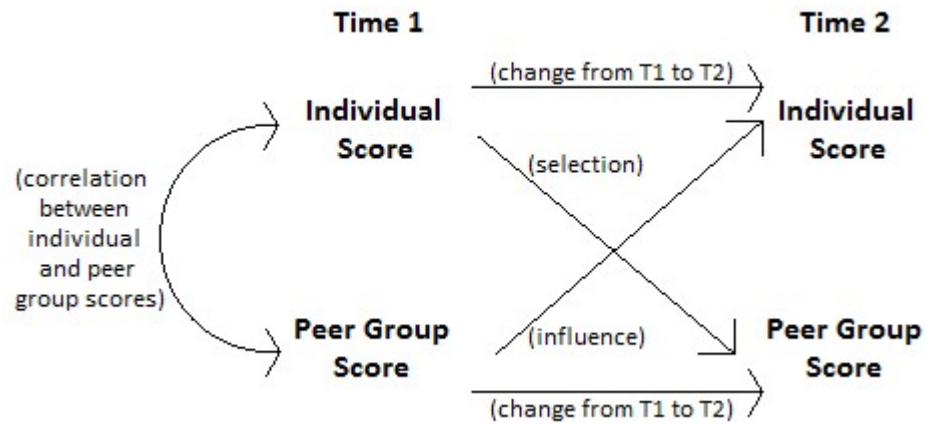 Time 1
Time 2
(change from T1 to T2)
Individual
Score
Individual
Score
(selection)
(correlation
between
individual
and peer
group scores)
(influence)
Peer Group
Score
Peer Group
Score
(change from T1 to T2)